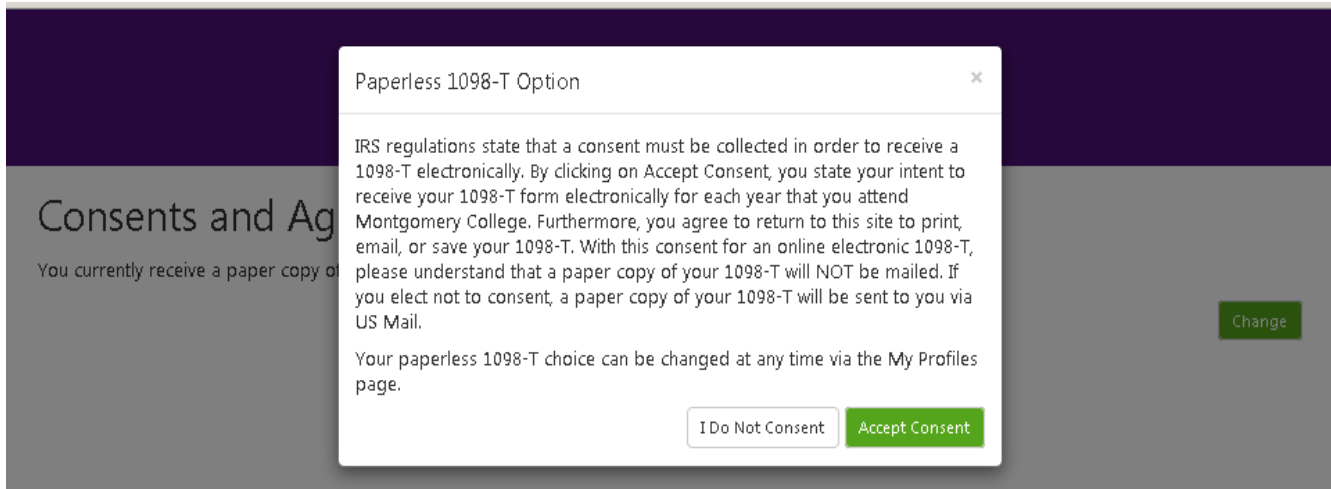 Paperless 1098-T Option
×
IRS regulations state that a consent must be collected in order to receive a
1098-T electronically. By clicking on Accept Consent, you state your intent to
receive your 1098-T form electronically for each year that you attend
Montgomery College. Furthermore, you agree to return to this site to print,
email, or save your 1098-T. With this consent for an online electronic 1098-T,
please understand that a paper copy of your 1098-T will NOT be mailed. If
you elect not to consent, a paper copy of your 1098-T will be sent to you via
US Mail.
Your paperless 1098-T choice can be changed at any time via the My Profiles
page.
I Do Not Consent
Accept Consent
Consents and Ag
You currently receive a paper copy of
Change